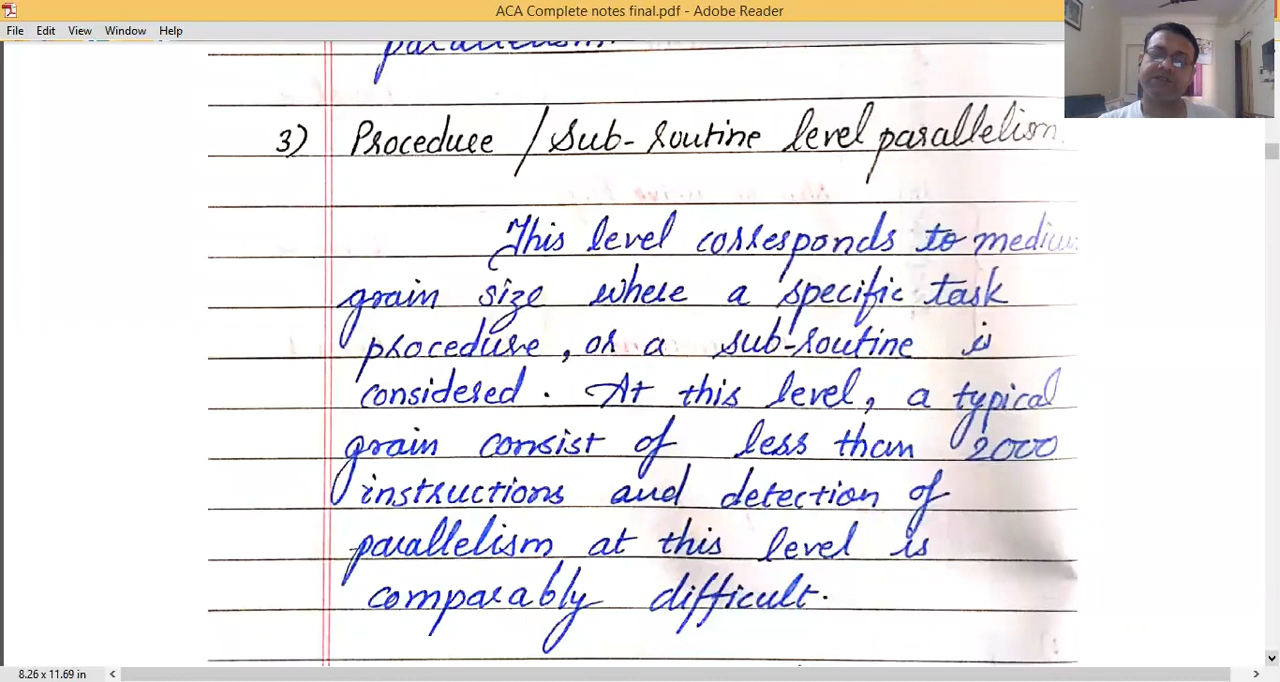 ACA Complete notes final.pdf - Adobe Reader
File Edit View Window Help
parallelism.
3) Procedure / Sub-routine level parallelism
This level corresponds to mediu
grain size where a specific task
procedure, or a sub-routine is
considered. At this level, a typical
grain consist of less than 2000
instructions and detection of
parallelism at this level is
comparably difficult.
8.26 x 11.69 in